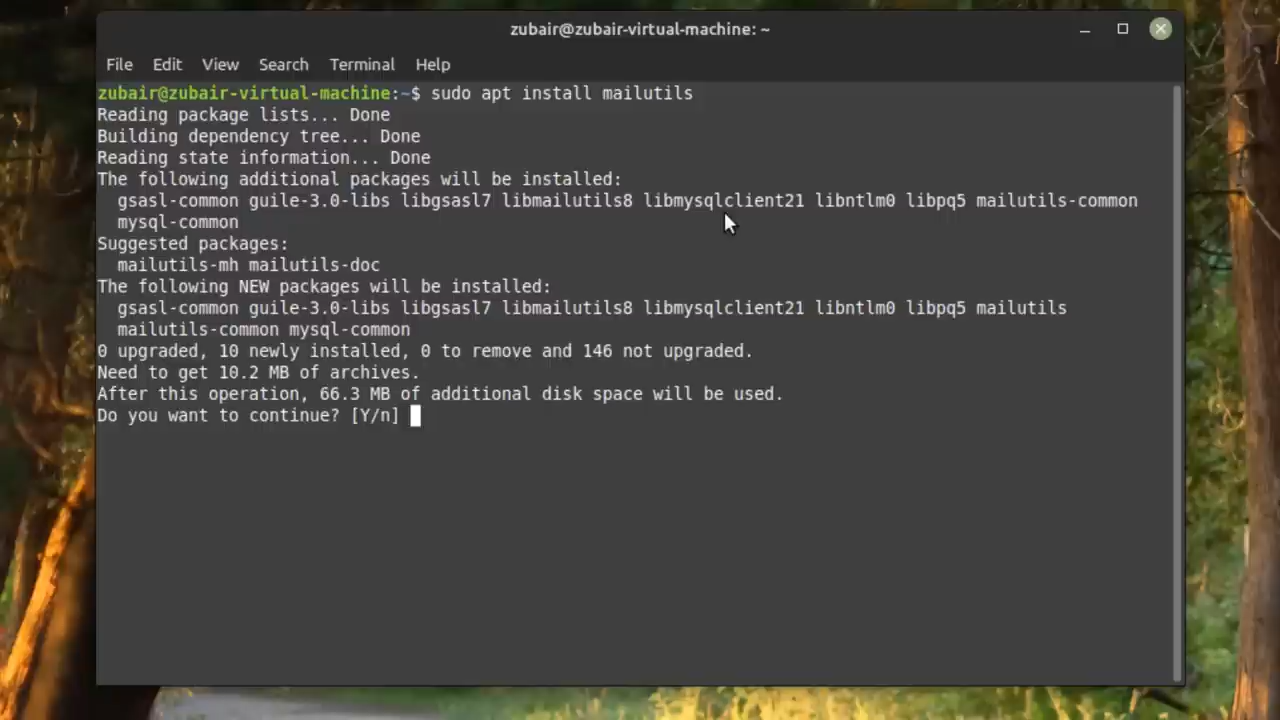 zubair@zubair-virtual-machine: ~
File Edit View Search Terminal Help
zubair@zubair-virtual-machine:~$ sudo apt install mailutils
Reading package lists... Done
Building dependency tree... Done
Reading state information... Done
The following additional packages will be installed:
gsasl-common guile-3.0-libs libgsasl7 libmailutils8 libmysqlclient21 libntlm0 libpq5 mailutils-common
mysql-common
Suggested packages:
mailutils-mh mailutils-doc
The following NEW packages will be installed:
gsasl-common guile-3.0-libs libgsasl7 libmailutils8 libmysqlclient21 libntlm0 libpq5 mailutils
mailutils-common mysql-common
0 upgraded, 10 newly installed, 0 to remove and 146 not upgraded.
Need to get 10.2 MB of archives.
After this operation, 66.3 MB of additional disk space will be used.
Do you want to continue? [Y/n]